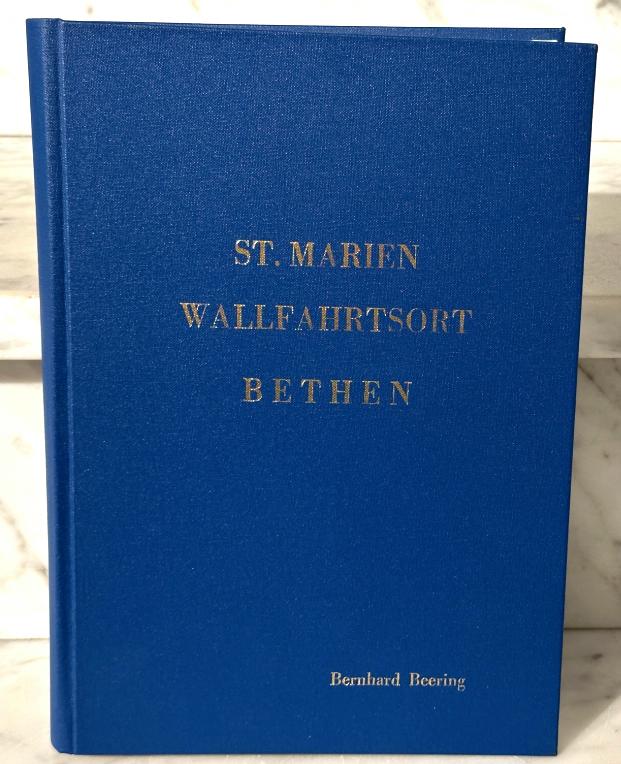 ST. MARIEN
WALLFAHRTSORT
BETHEN
Bernhard Beering